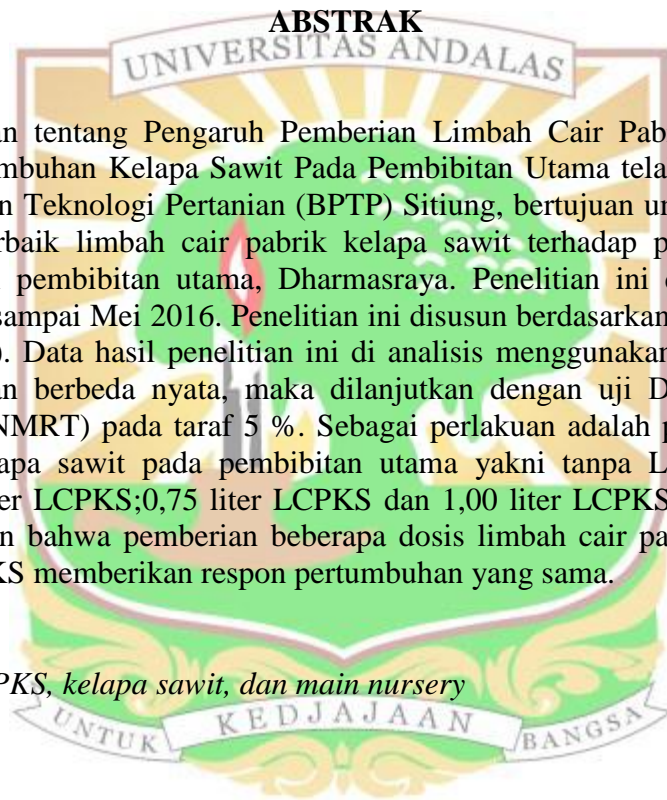 ABSTRAK
UNIVERSITAS ANDALAS
an tentang Pengaruh Pemberian Limbah Cair Pab
mbuhan Kelapa Sawit Pada Pembibitan Utama tela
n Teknologi Pertanian (BPTP) Sitiung, bertujuan un
rbaik limbah cair pabrik kelapa sawit terhadap p
pembibitan utama, Dharmasraya. Penelitian ini
sampai Mei 2016. Penelitian ini disusun berdasarkan
). Data hasil penelitian ini di analisis menggunakan
an berbeda nyata, maka dilanjutkan dengan uji D
NMRT) pada taraf 5 %. Sebagai perlakuan adalah p
apa sawit pada pembibitan utama yakni tanpa L
er LCPKS;0,75 liter LCPKS dan 1,00 liter LCPKS
n bahwa pemberian beberapa dosis limbah cair pa
KS memberikan respon pertumbuhan yang sama.
PKS, kelapa sawit, dan main nursery
UNTUK KEDJAJAAN BANGSA